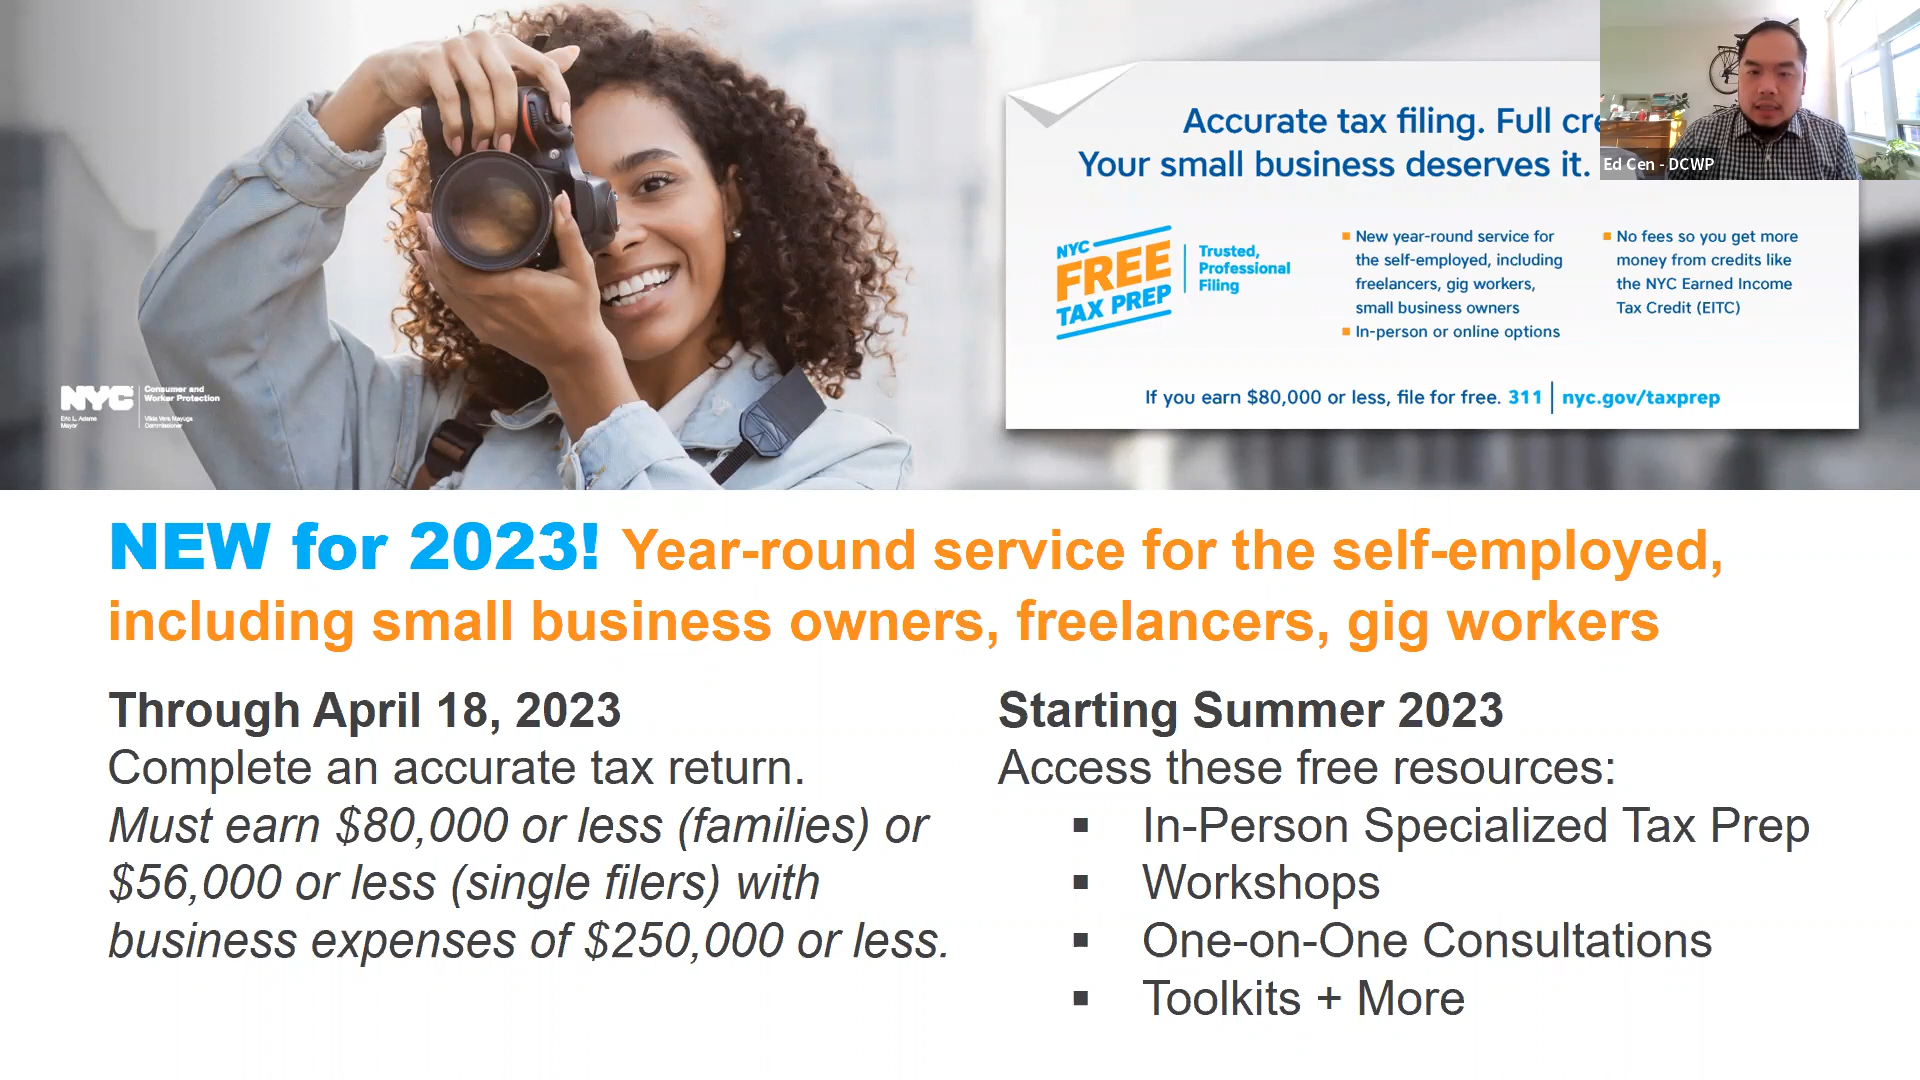 Accurate tax filing. Full cre
Your small business deserves it.
Ed Cen - DCWP
NYC
FREE
TAX PREP
Trusted,
Professional
Filing
New year-round service for
the self-employed, including
freelancers, gig workers,
small business owners
In-person or online options
No fees so you get more
money from credits like
the NYC Earned Income
Tax Credit (EITC)
If you earn $80,000 or less, file for free. 311 | nyc.gov/taxprep
NYC
Consumer and
Worker Protection
Eric L. Adams
Mayor
Vilda Vera Mayuga
Commissioner
NEW for 2023! Year-round service for the self-employed,
including small business owners, freelancers, gig workers
Through April 18, 2023
Complete an accurate tax return.
Must earn $80,000 or less (families) or
$56,000 or less (single filers) with
business expenses of $250,000 or less.
Starting Summer 2023
Access these free resources:
▪ In-Person Specialized Tax Prep
▪ Workshops
▪ One-on-One Consultations
▪ Toolkits + More